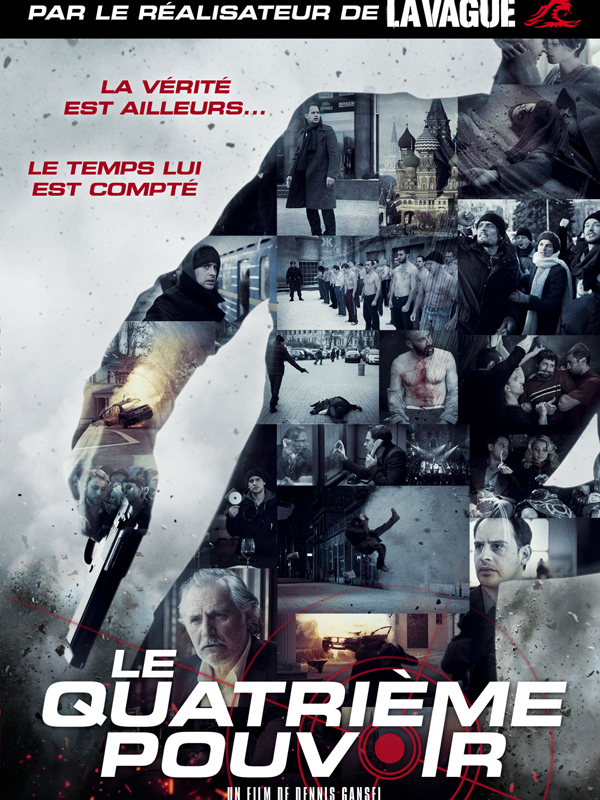 PAR LE RÉALISATEUR DE LA VAGUE
LA VÉRITÉ
EST AILLEURS...
LE TEMPS LUI
EST COMPTÉ
LE
QUATRIÈME
POUVOIR
UN FILM DE DENNIS GANSEL